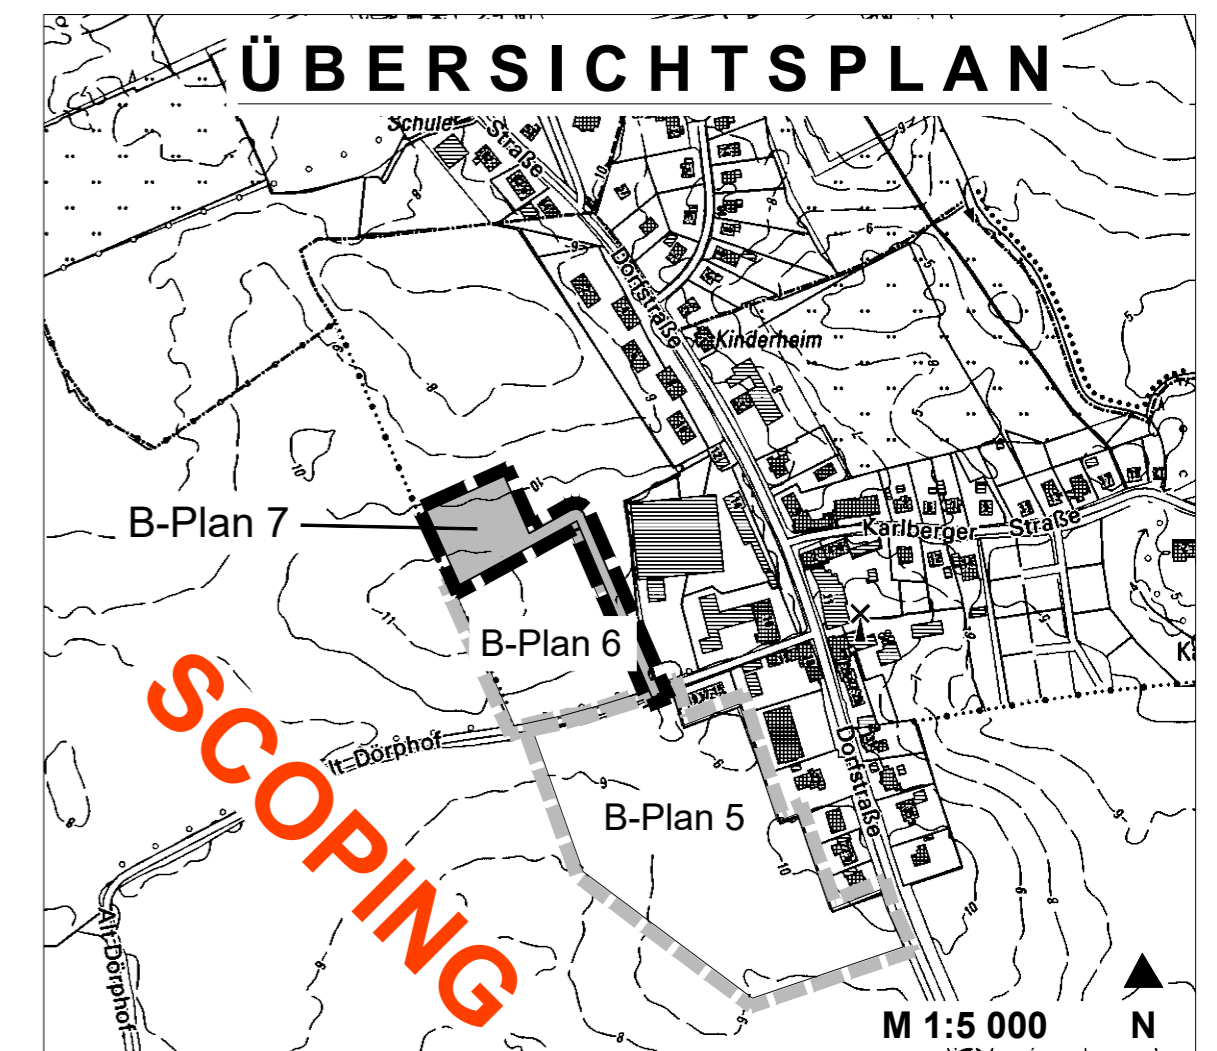 ÜBERSICHTSPLAN
Schule
Straße
Dorfstraße
Kinderheim
B-Plan 7
Karlberger Straße
B-Plan 6
lt Dörphof
SCOPING
B-Plan 5
Dorfstraße
Alt Dörphof
M 1:5 000
N